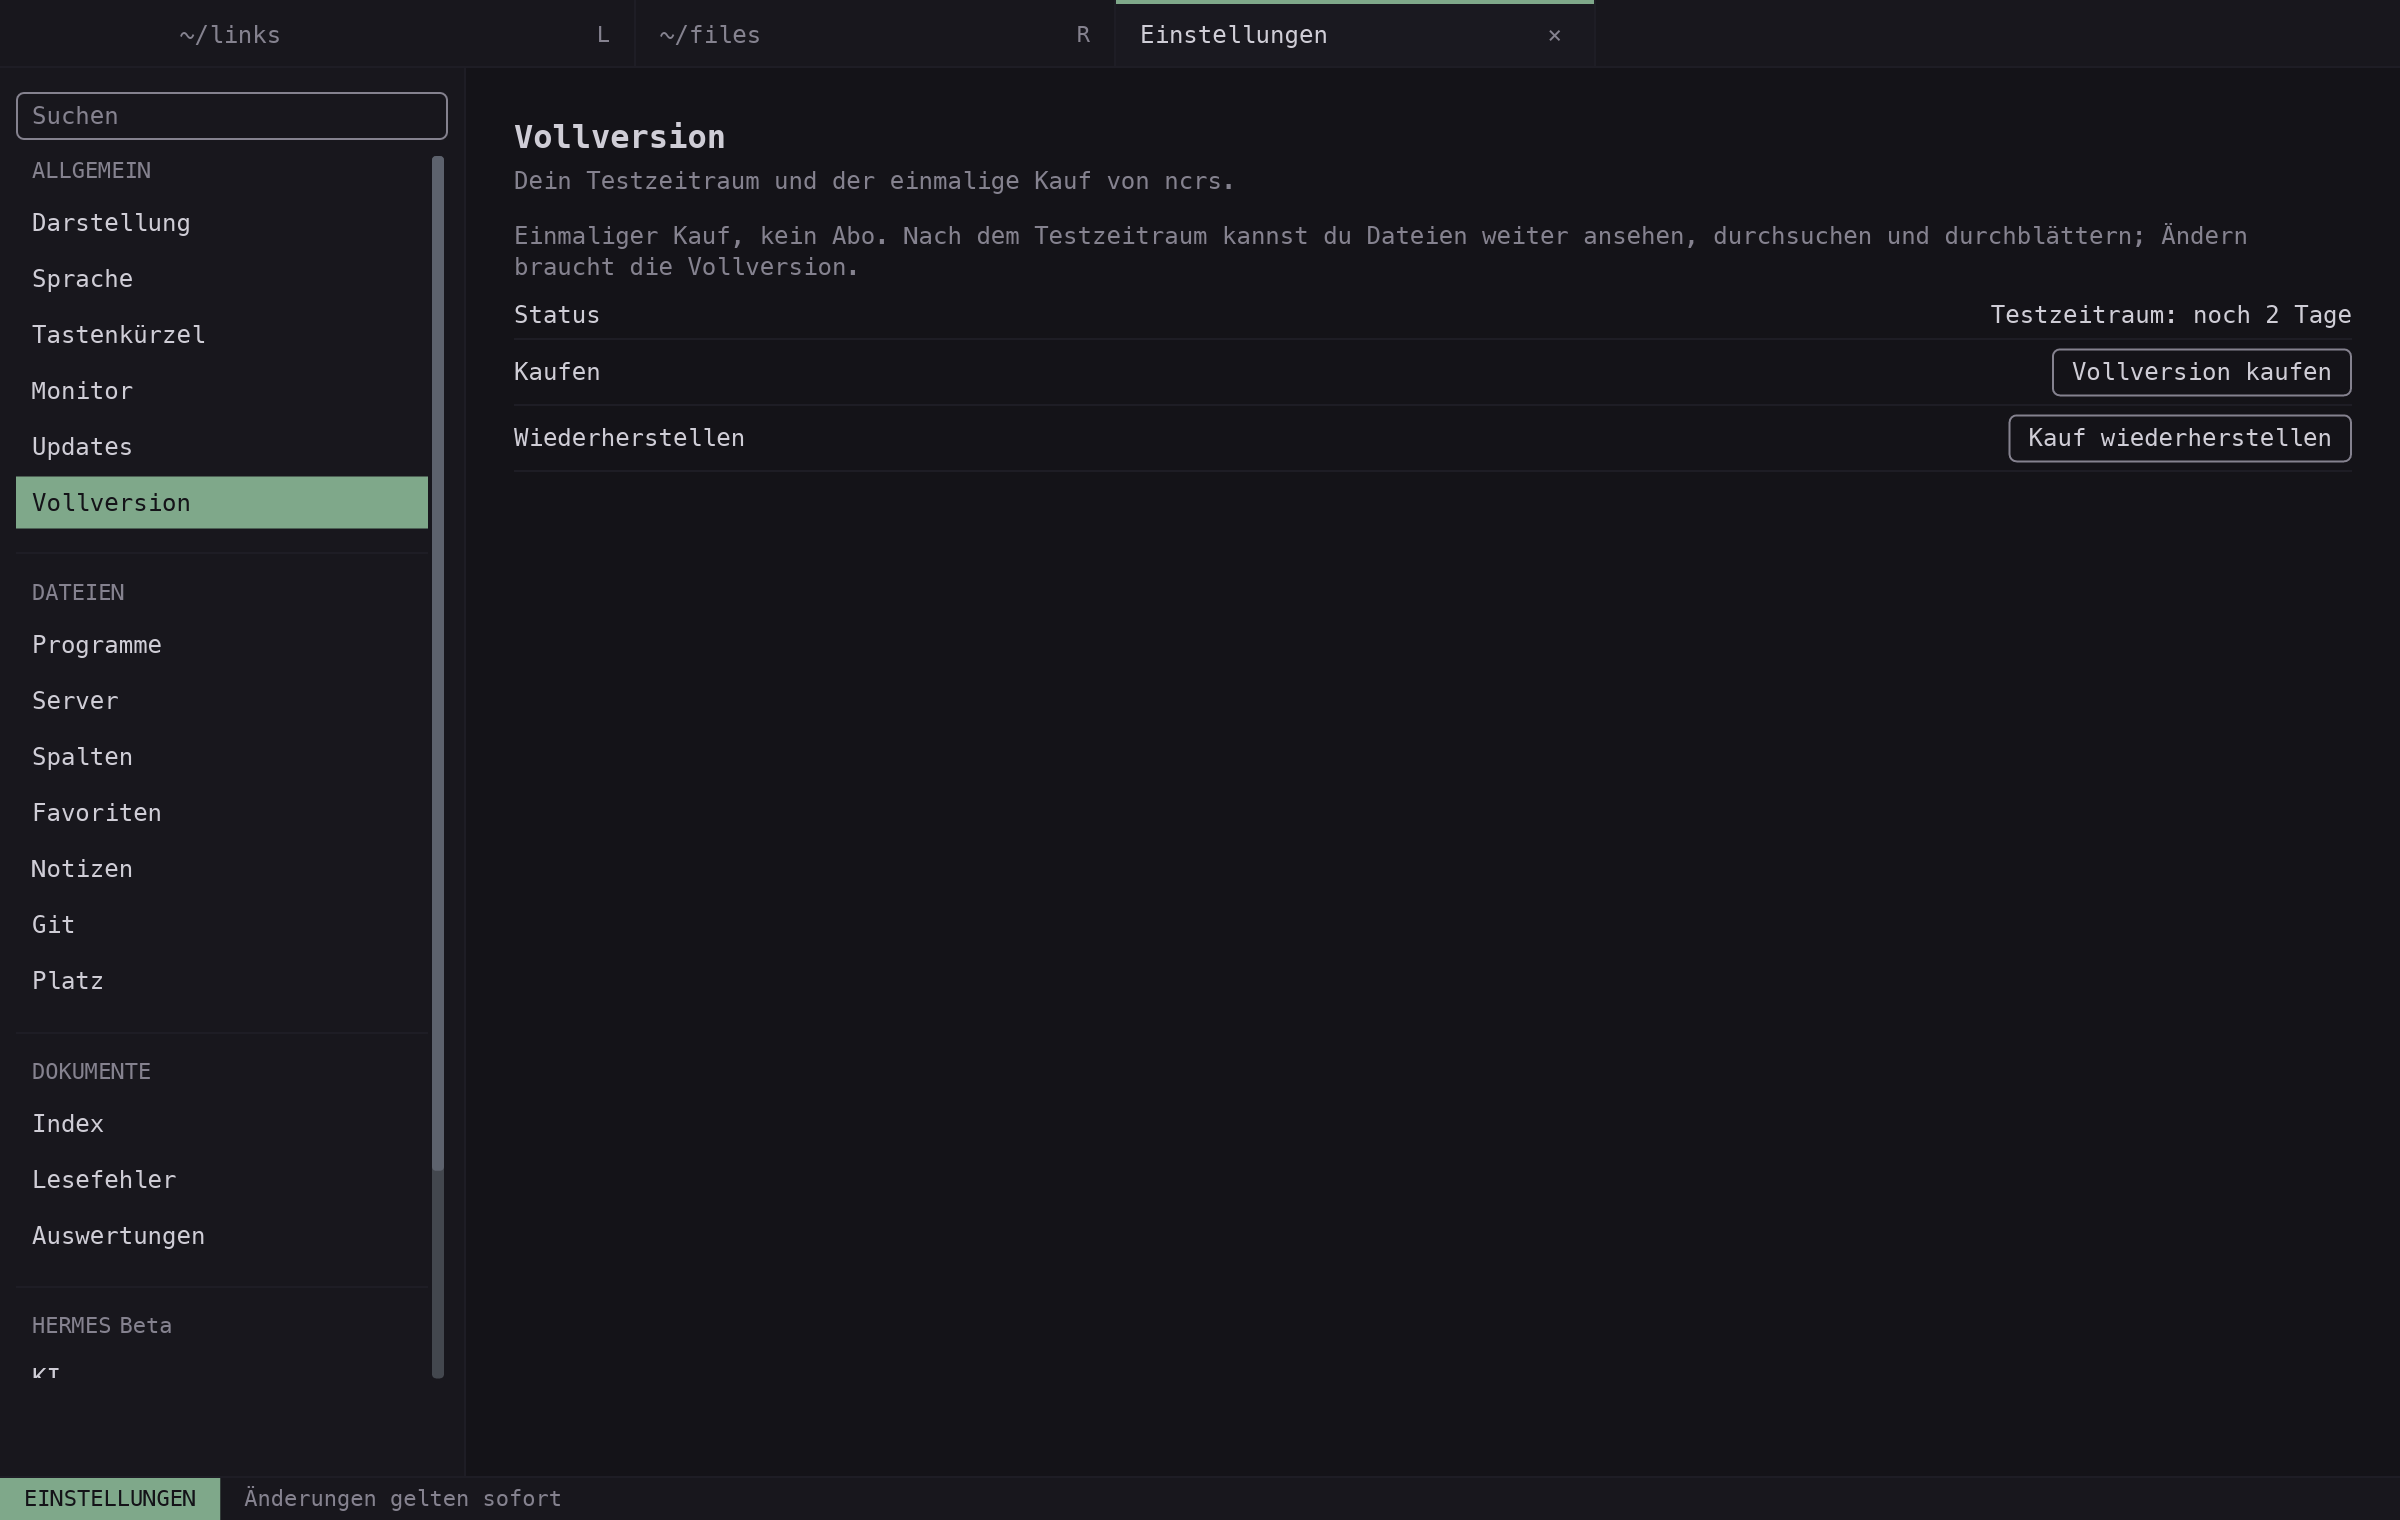 ~/links L ~/files R Einstellungen ×
Suchen
ALLGEMEIN
Darstellung
Sprache
Tastenkürzel
Monitor
Updates
Vollversion
DATEIEN
Programme
Server
Spalten
Favoriten
Notizen
Git
Platz
DOKUMENTE
Index
Lesefehler
Auswertungen
HERMES Beta
KI
Vollversion
Dein Testzeitraum und der einmalige Kauf von ncrs.
Einmaliger Kauf, kein Abo. Nach dem Testzeitraum kannst du Dateien weiter ansehen, durchsuchen und durchblättern; Ändern
braucht die Vollversion.
Status Testzeitraum: noch 2 Tage
Kaufen Vollversion kaufen
Wiederherstellen Kauf wiederherstellen
EINSTELLUNGEN Änderungen gelten sofort